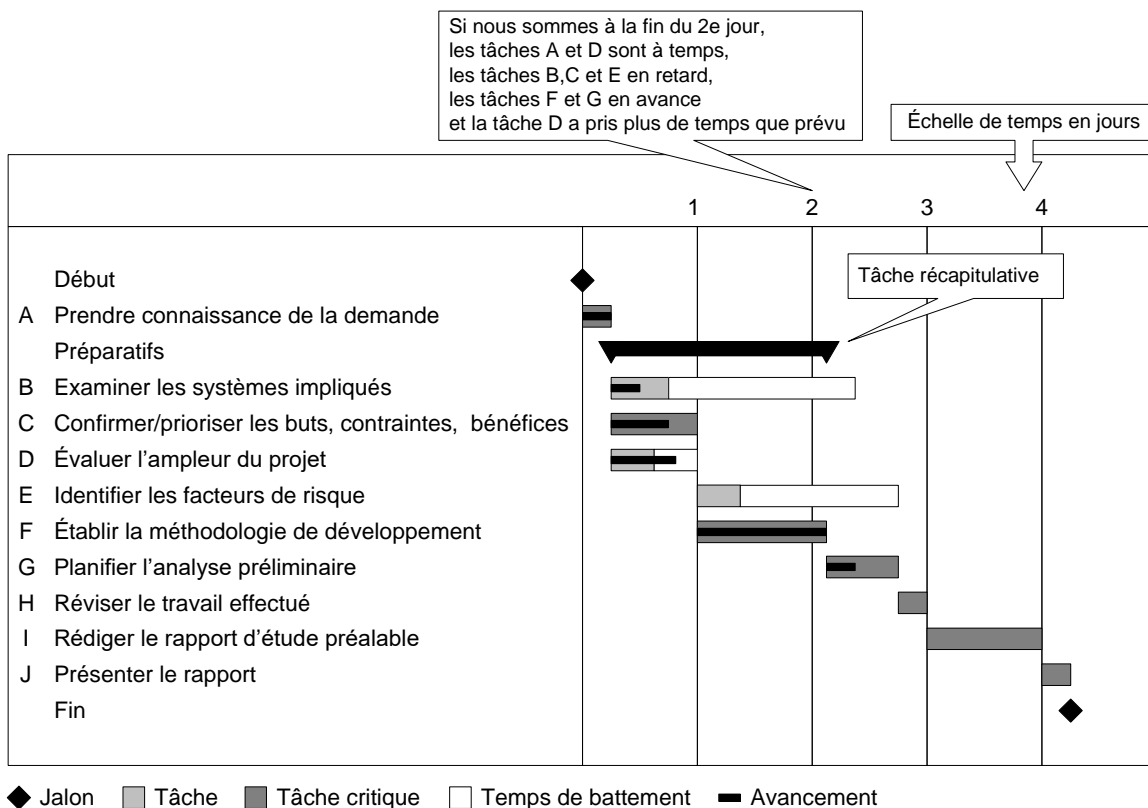 Si nous sommes à la fin du 2e jour,
les tâches A et D sont à temps,
les tâches B,C et E en retard,
les tâches F et G en avance
et la tâche D a pris plus de temps que prévu
Échelle de temps en jours
1 2 3 4
Début
Tâche récapitulative
A Prendre connaissance de la demande
Préparatifs
B Examiner les systèmes impliqués
C Confirmer/prioriser les buts, contraintes, bénéfices
D Évaluer l’ampleur du projet
E Identifier les facteurs de risque
F Établir la méthodologie de développement
G Planifier l’analyse préliminaire
H Réviser le travail effectué
I Rédiger le rapport d’étude préalable
J Présenter le rapport
Fin
Jalon Tâche Tâche critique Temps de battement Avancement